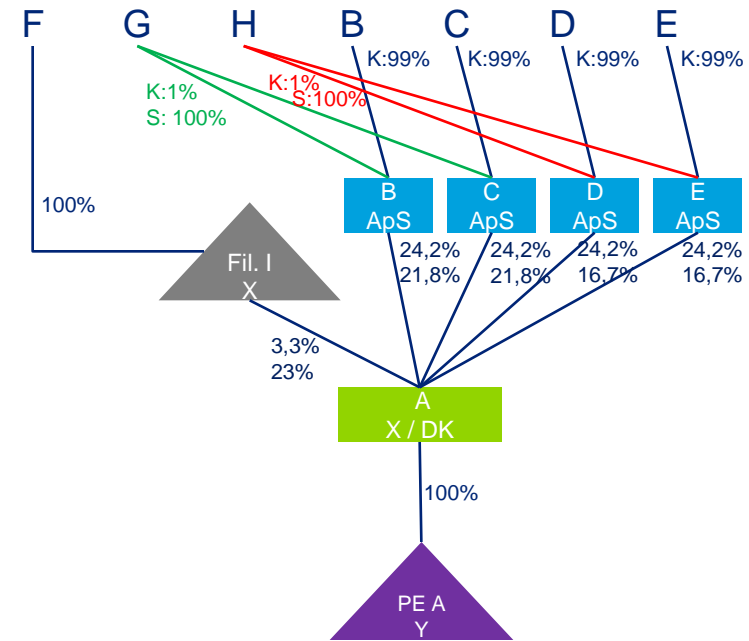 F G H B C D E
K:99% K:99% K:99% K:99%
K:1%
S: 100%
K:1%
S:100%
100%
B
ApS
C
ApS
D
ApS
E
ApS
24,2%
21,8%
24,2%
21,8%
24,2%
16,7%
24,2%
16,7%
Fil. I
X
3,3%
23%
A
X / DK
100%
PE A
Y